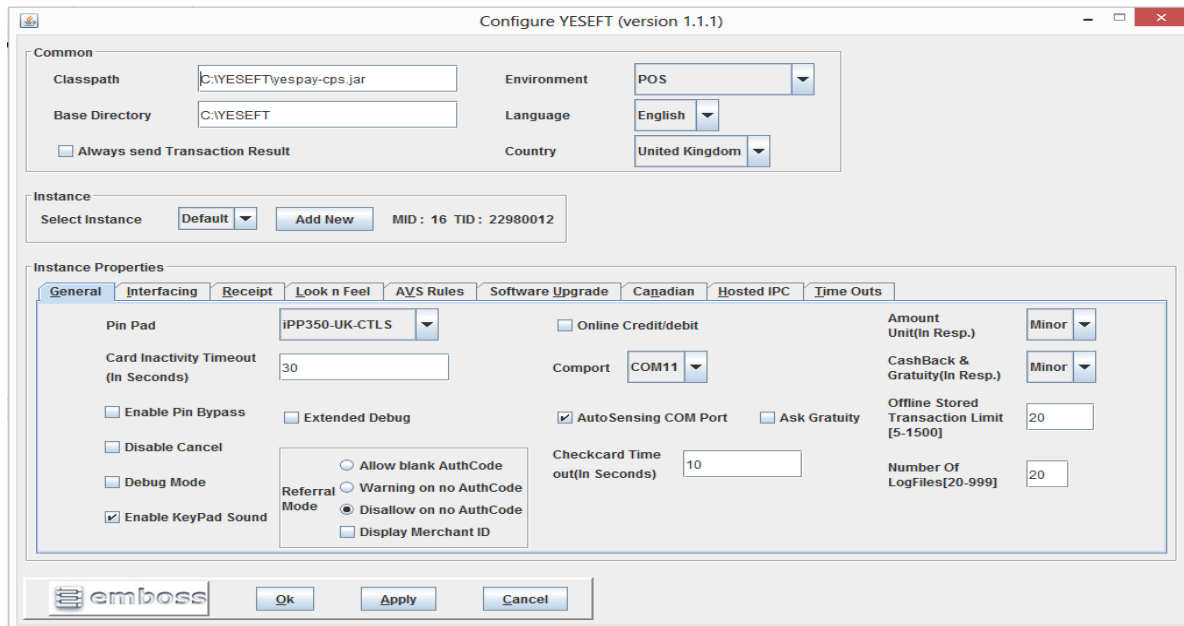 Configure YESEFT (version 1.1.1)
Common
Classpath C:\YESEFT\yespay-cps.jar Environment POS
Base Directory C:\YESEFT Language English
Always send Transaction Result Country United Kingdom
Instance
Select Instance Default Add New MID : 16 TID : 22980012
Instance Properties
General Interfacing Receipt Look n Feel AVS Rules Software Upgrade Canadian Hosted IPC Time Outs
Pin Pad iPP350-UK-CTLS Online Credit/debit Amount
Unit(In Resp.) Minor
Card Inactivity Timeout
(In Seconds) 30 Comport COM11 CashBack &
Gratuity(In Resp.) Minor
Enable Pin Bypass Extended Debug AutoSensing COM Port Ask Gratuity Offline Stored
Transaction Limit 20
[5-1500]
Disable Cancel
Checkcard Time
out(In Seconds) 10
Debug Mode Number Of
LogFiles[20-999] 20
Enable KeyPad Sound
Referral
Mode
Allow blank AuthCode
Warning on no AuthCode
Disallow on no AuthCode
Display Merchant ID
emboss Ok Apply Cancel